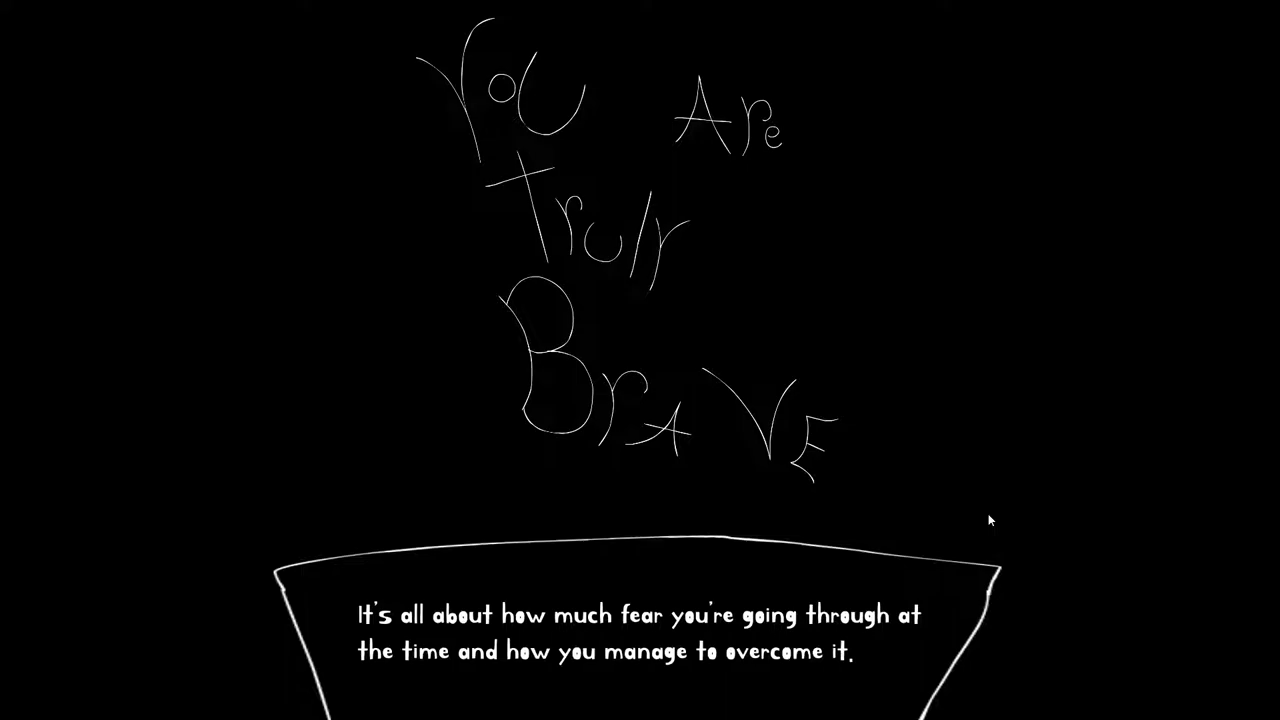 You Are
Truly
BrAVE
It's all about how much fear you're going through at
the time and how you manage to overcome it.